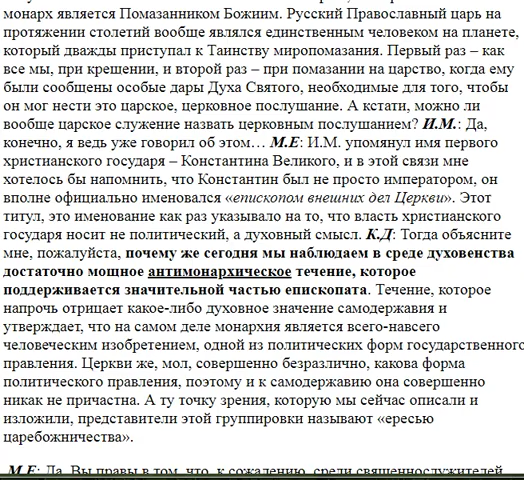 монарх является Помазанником Божиим. Русский Православный царь на
протяжении столетий вообще являлся единственным человеком на планете,
который дважды приступал к Таинству миропомазания. Первый раз – как
все мы, при крещении, и второй раз – при помазании на царство, когда ему
были сообщены особые дары Духа Святого, необходимые для того, чтобы
он мог нести это царское, церковное послушание. А кстати, можно ли
вообще царское служение назвать церковным послушанием? И.М.: Да,
конечно, я ведь уже говорил об этом… М.Е: И.М. упомянул имя первого
христианского государя – Константина Великого, и в этой связи мне
хотелось бы напомнить, что Константин был не просто императором, он
вполне официально именовался «епископом внешних дел Церкви». Этот
титул, это именование как раз указывало на то, что власть христианского
государя носит не политический, а духовный смысл. К.Д: Тогда объясните
мне, пожалуйста, почему же сегодня мы наблюдаем в среде духовенства
достаточно мощное антимонархическое течение, которое
поддерживается значительной частью епископата. Течение, которое
напрочь отрицает какое-либо духовное значение самодержавия и
утверждает, что на самом деле монархия является всего-навсего
человеческим изобретением, одной из политических форм государственного
правления. Церкви же, мол, совершенно безразлично, какова форма
политического правления, поэтому и к самодержавию она совершенно
никак не причастна. А ту точку зрения, которую мы сейчас описали и
изложили, представители этой группировки называют «ересью
царебожничества».
М.Е: Да, Вы правы в том, что, к сожалению, среди священнослужителей